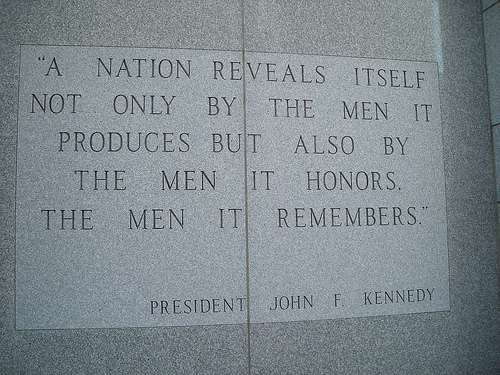 "A NATION REVEALS ITSELF
NOT ONLY BY THE MEN IT
PRODUCES BUT ALSO BY
THE MEN IT HONORS.
THE MEN IT REMEMBERS."
PRESIDENT JOHN F. KENNEDY